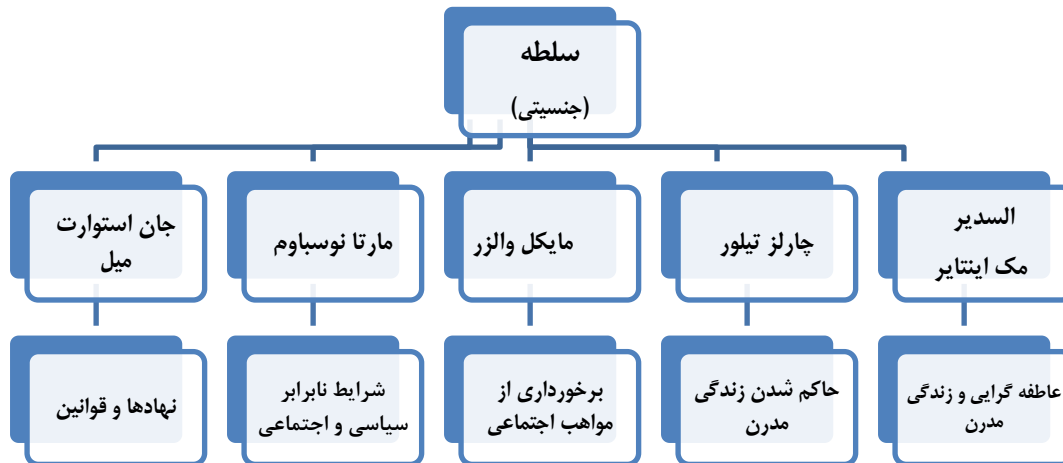 سلطه
(جنسیتی)
السدیر
مک اینتایر
چارلز تیلور
مایکل والزر
مارتا نوسباوم
جان استوارت
میل
عاطفه گرایی و زندگی
مدرن
حاکم شدن زندگی
مدرن
برخورداری از
مواهب اجتماعی
شرایط نابرابر
سیاسی و اجتماعی
نهادها و قوانین